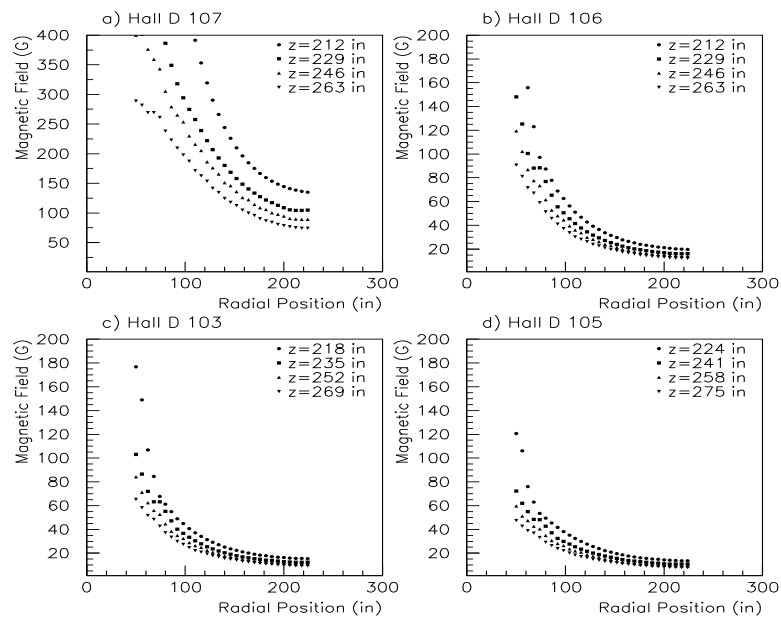 a) Hall D 107
Magnetic Field (G)
400
350
300
250
200
150
100
50
z=212 in
z=229 in
z=246 in
z=263 in
0 100 200 300
Radial Position (in)
b) Hall D 106
Magnetic Field (G)
200
180
160
140
120
100
80
60
40
20
z=212 in
z=229 in
z=246 in
z=263 in
0 100 200 300
Radial Position (in)
c) Hall D 103
Magnetic Field (G)
200
180
160
140
120
100
80
60
40
20
z=218 in
z=235 in
z=252 in
z=269 in
0 100 200 300
Radial Position (in)
d) Hall D 105
Magnetic Field (G)
200
180
160
140
120
100
80
60
40
20
z=224 in
z=241 in
z=258 in
z=275 in
0 100 200 300
Radial Position (in)